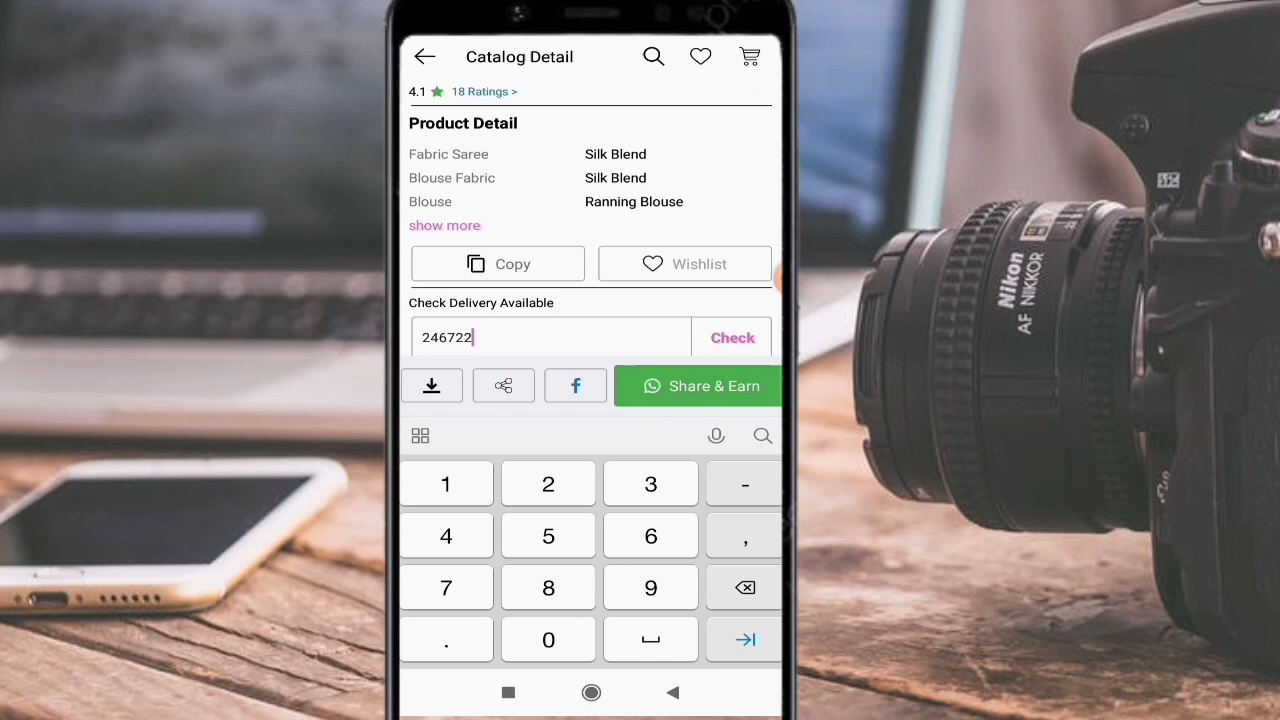 Catalog Detail
4.1 18 Ratings >
Product Detail
Fabric Saree Silk Blend
Blouse Fabric Silk Blend
Blouse Ranning Blouse
show more
Copy Wishlist
Check Delivery Available
246722 Check
f Share & Earn
1 2 3 -
4 5 6 ,
7 8 9
. 0
Nikon
AF NIKKOR